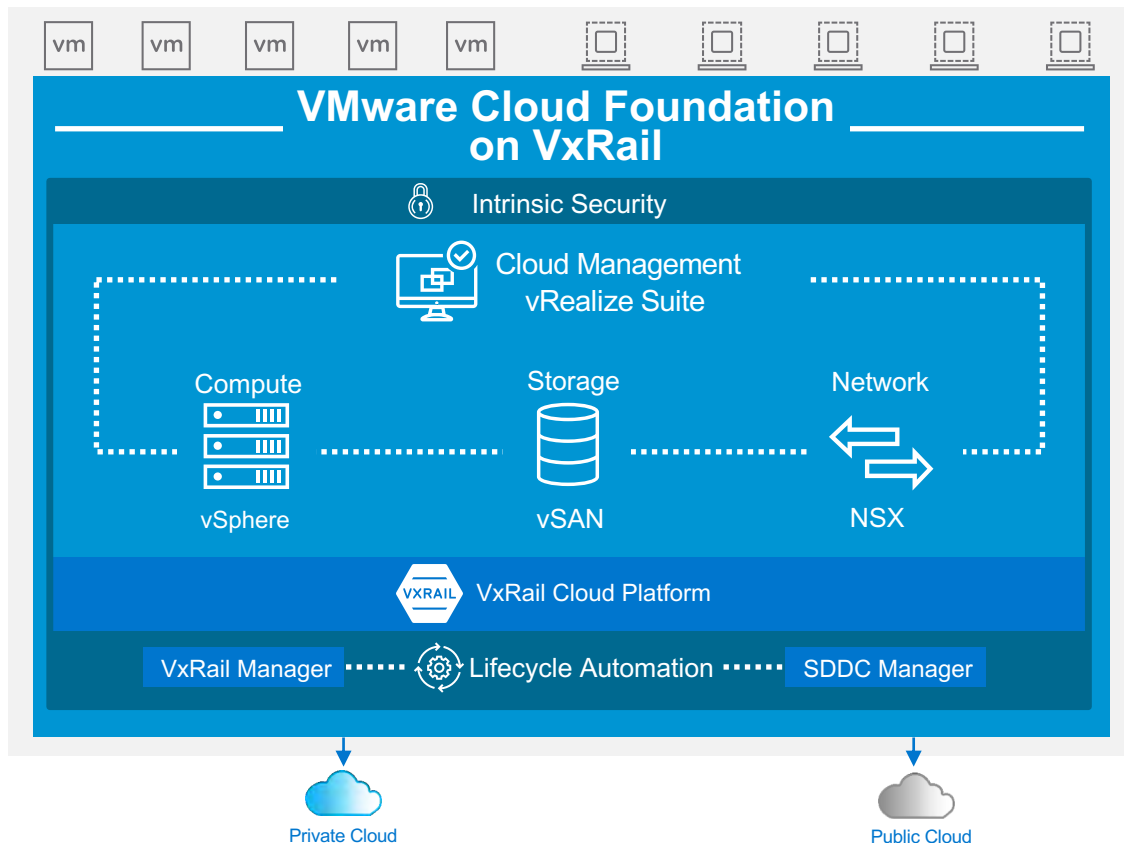 vm
vm
vm
vm
vm
VMware Cloud Foundation
on VxRail
Intrinsic Security
Cloud Management
vRealize Suite
Compute
Storage
Network
vSphere
vSAN
NSX
VXRAIL
VxRail Cloud Platform
VxRail Manager
Lifecycle Automation
SDDC Manager
Private Cloud
Public Cloud